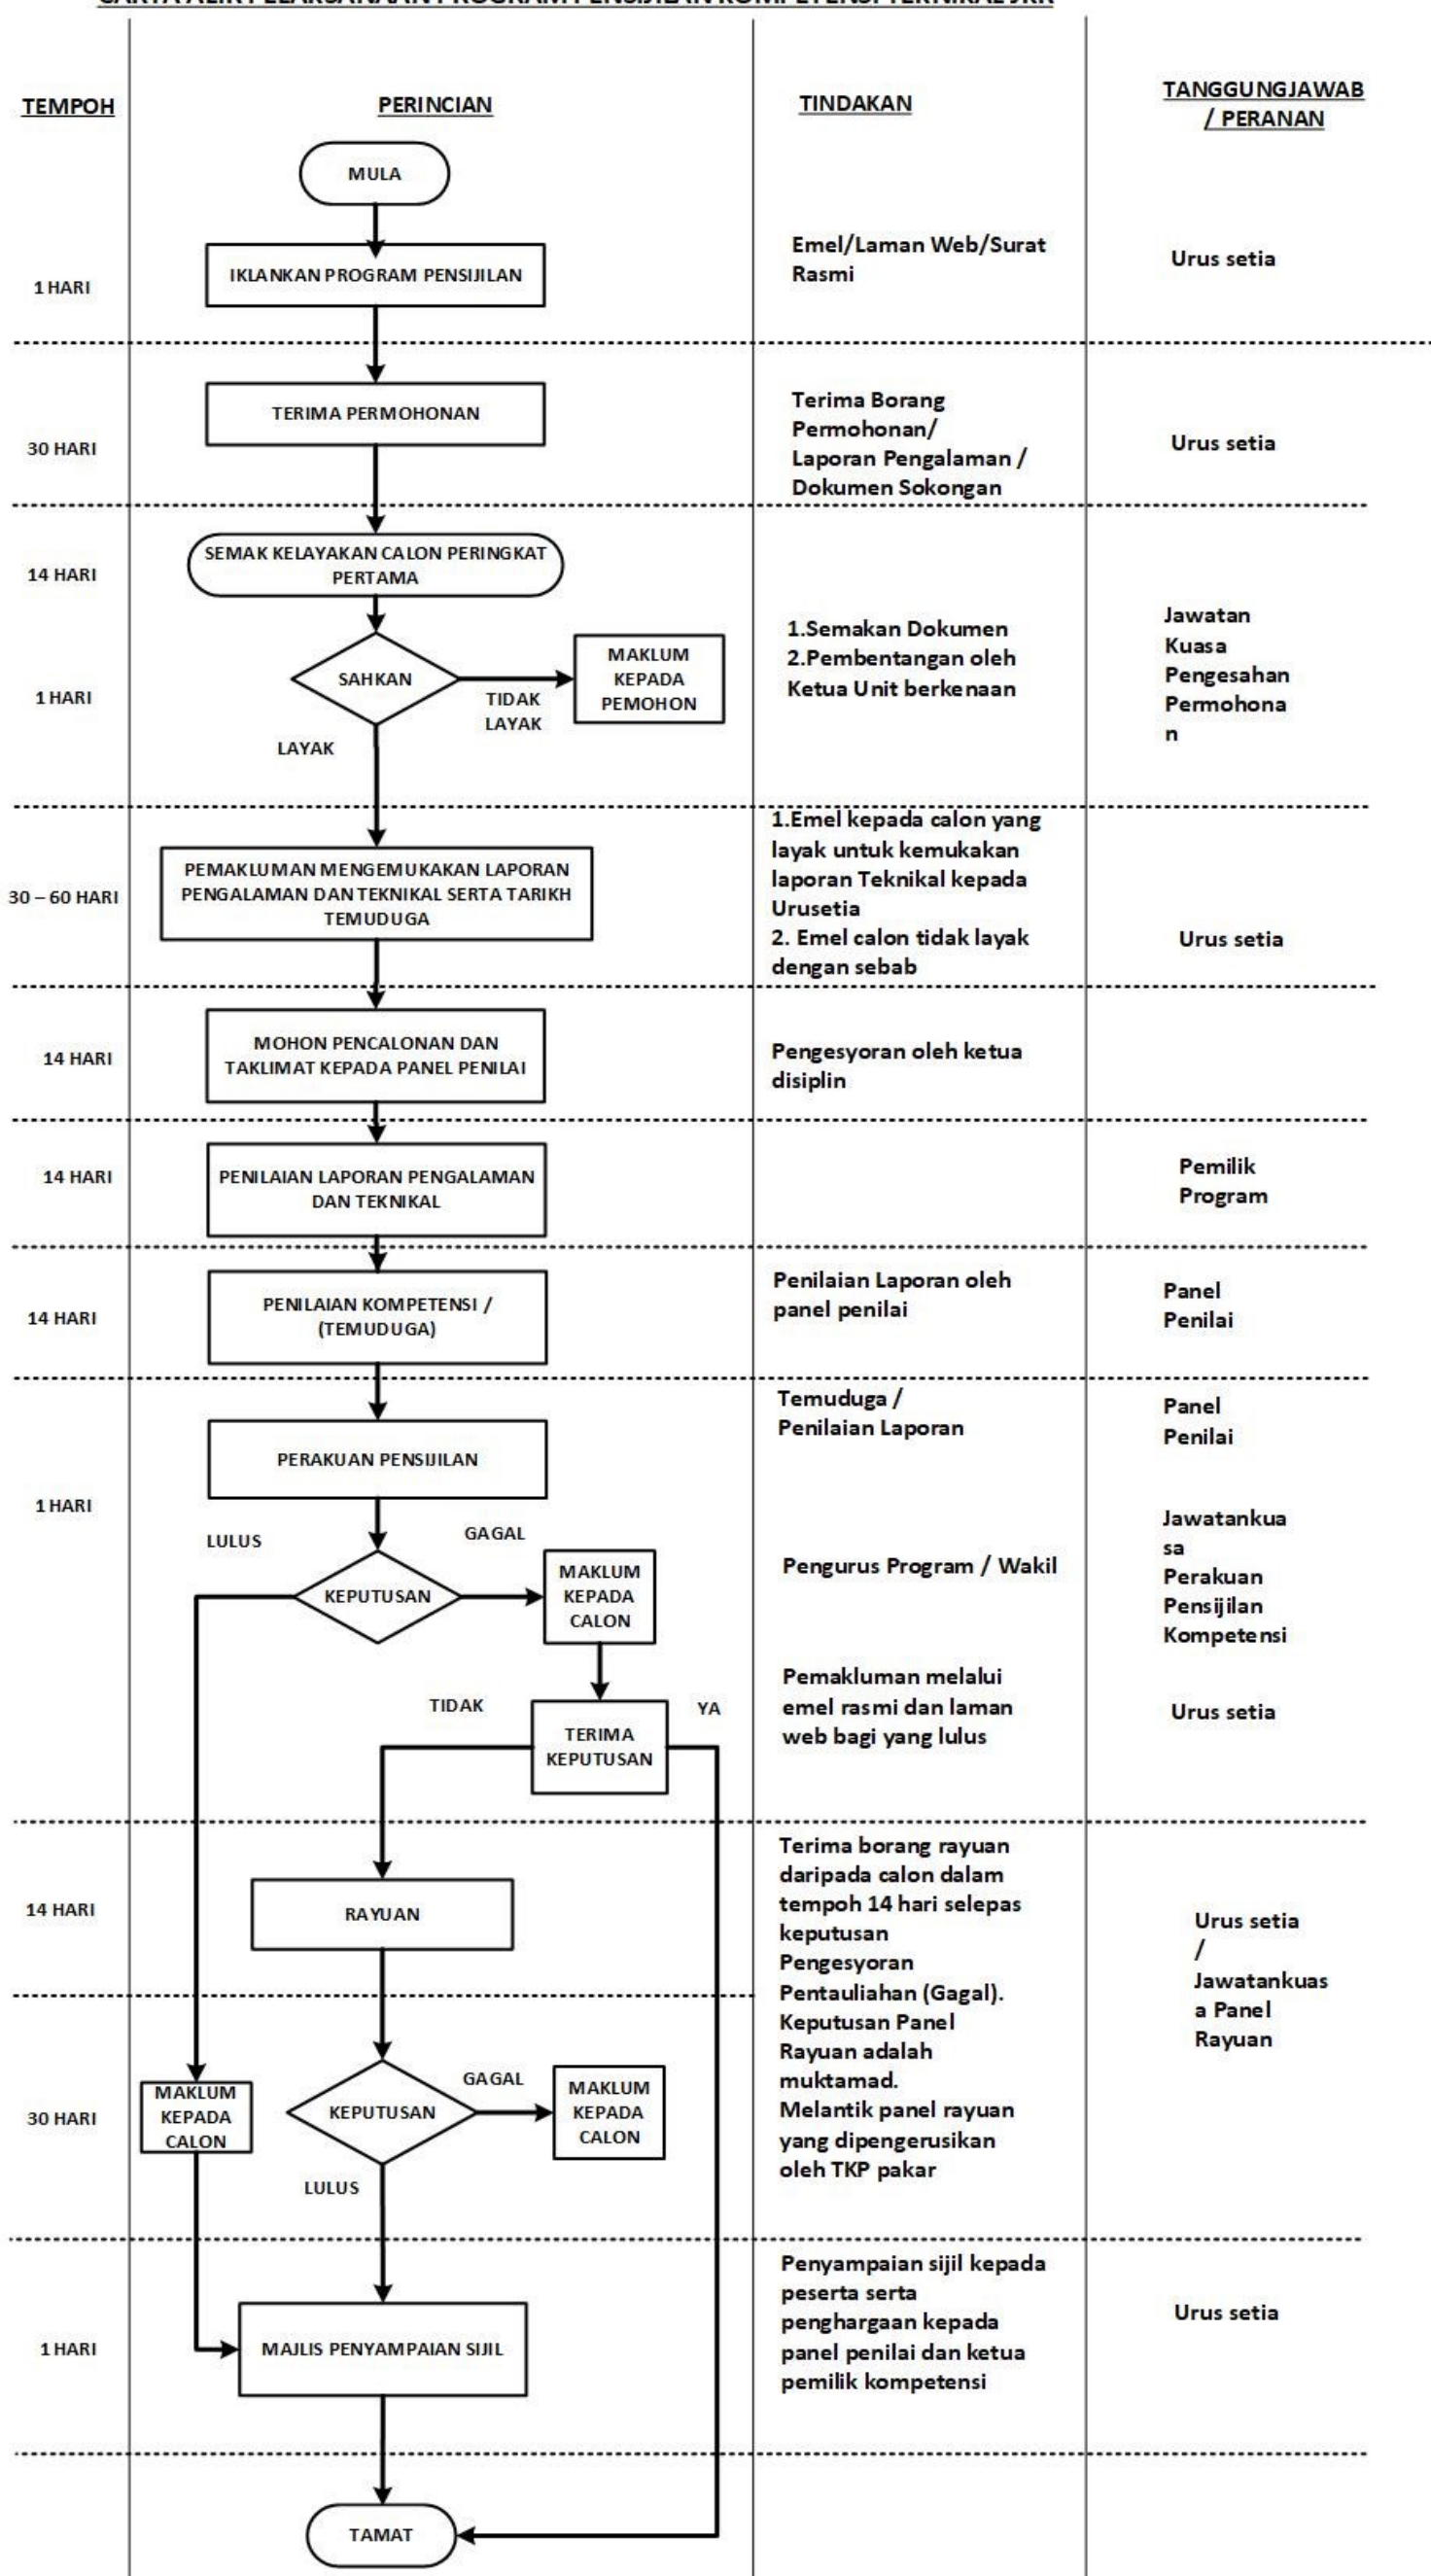 CARTA ALIR PELAKSANAAN PROGRAM PENSIJILAN KOMPETENSI TEKNIKAL JKR
TEMPOH
PERINCIAN
TINDAKAN
TANGGUNGJAWAB
/ PERANAN
MULA
1 HARI
IKLANKAN PROGRAM PENSIJILAN
Emel/Laman Web/Surat
Rasmi
Urus setia
30 HARI
TERIMA PERMOHONAN
Terima Borang
Permohonan/
Laporan Pengalaman /
Dokumen Sokongan
Urus setia
14 HARI
SEMAK KELAYAKAN CALON PERINGKAT
PERTAMA
1 HARI
SAHKAN
TIDAK
LAYAK
MAKLUM
KEPADA
PEMOHON
LAYAK
1.Semakan Dokumen
2.Pembentangan oleh
Ketua Unit berkenaan
Jawatan
Kuasa
Pengesahan
Permohona
n
30 – 60 HARI
PEMAKLUMAN MENGEMUKAKAN LAPORAN
PENGALAMAN DAN TEKNIKAL SERTA TARIKH
TEMUDUGA
1.Emel kepada calon yang
layak untuk kemukakan
laporan Teknikal kepada
Urusetia
2. Emel calon tidak layak
dengan sebab
Urus setia
14 HARI
MOHON PENCALONAN DAN
TAKLIMAT KEPADA PANEL PENILAI
Pengesyoran oleh ketua
disiplin
14 HARI
PENILAIAN LAPORAN PENGALAMAN
DAN TEKNIKAL
Pemilik
Program
14 HARI
PENILAIAN KOMPETENSI /
(TEMUDUGA)
Penilaian Laporan oleh
panel penilai
Panel
Penilai
1 HARI
PERAKUAN PENSIJILAN
Temuduga /
Penilaian Laporan
Panel
Penilai
LULUS
GAGAL
KEPUTUSAN
MAKLUM
KEPADA
CALON
Pengurus Program / Wakil
Jawatankua
sa
Perakuan
Pensijilan
Kompetensi
TIDAK
YA
TERIMA
KEPUTUSAN
Pemakluman melalui
emel rasmi dan laman
web bagi yang lulus
Urus setia
14 HARI
RAYUAN
Terima borang rayuan
daripada calon dalam
tempoh 14 hari selepas
keputusan
Pengesyoran
Pentauliahan (Gagal).
Keputusan Panel
Rayuan adalah
muktamad.
Melantik panel rayuan
yang dipengerusikan
oleh TKP pakar
Urus setia
/
Jawatankuas
a Panel
Rayuan
30 HARI
MAKLUM
KEPADA
CALON
KEPUTUSAN
GAGAL
MAKLUM
KEPADA
CALON
LULUS
1 HARI
MAJLIS PENYAMPAIAN SIJIL
Penyampaian sijil kepada
peserta serta
penghargaan kepada
panel penilai dan ketua
pemilik kompetensi
Urus setia
TAMAT